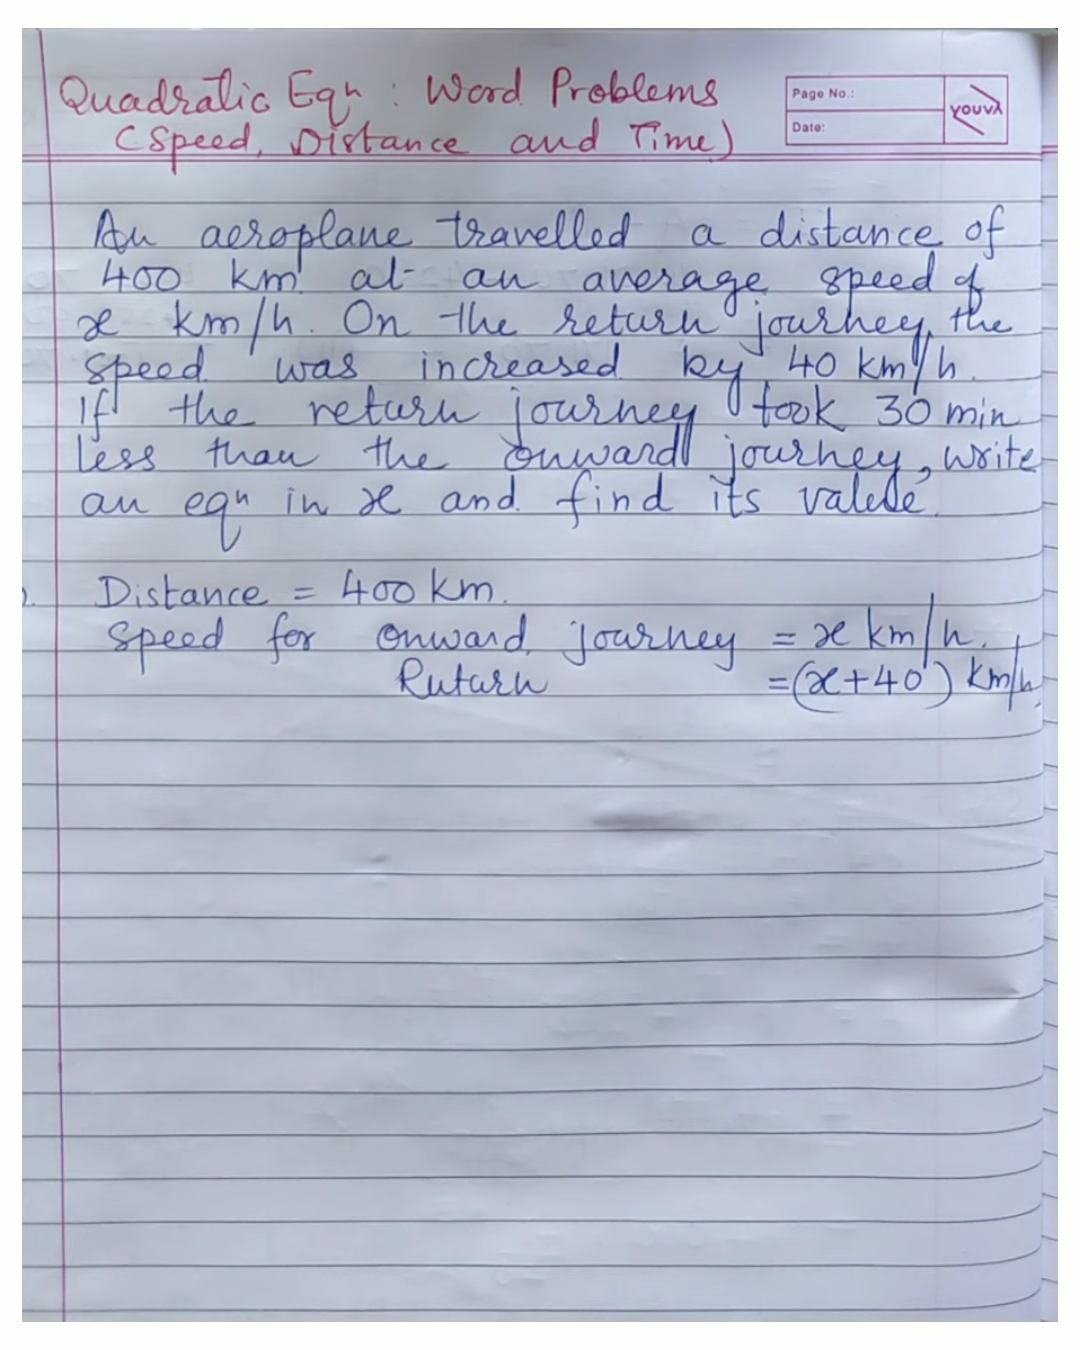 Quadratic Eqn : Word Problems
(Speed, Distance and Time)
Page No.:
Date:
YOUVA
An aeroplane travelled a distance of
400 km at an average speed of
x km/h. On the return journey, the
speed was increased by 40 km/h.
If the return journey took 30 min
less than the onward journey, write
an eqn in x and find its value.
Distance = 400 km.
Speed for onward journey = x km/h.
Ruturn = (x+40) km/h.